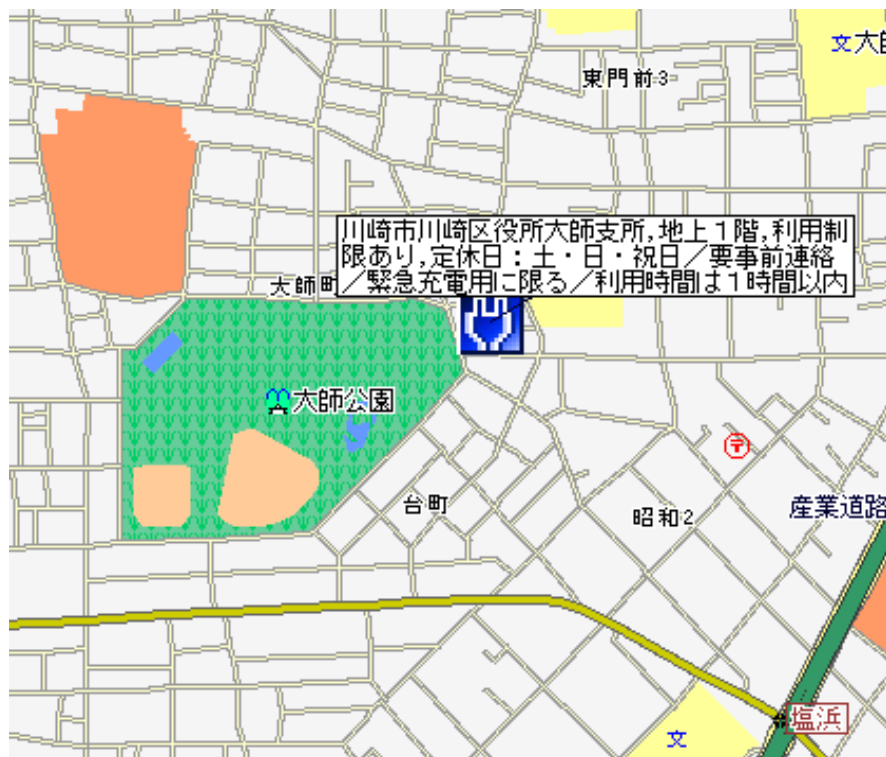 文大師
東門前3
川崎市川崎区役所大師支所,地上１階,利用制
限あり,定休日：土・日・祝日／要事前連絡
／緊急充電用に限る／利用時間は１時間以内
大師町
大師公園
〒
台町
昭和2
産業道路
塩浜
文